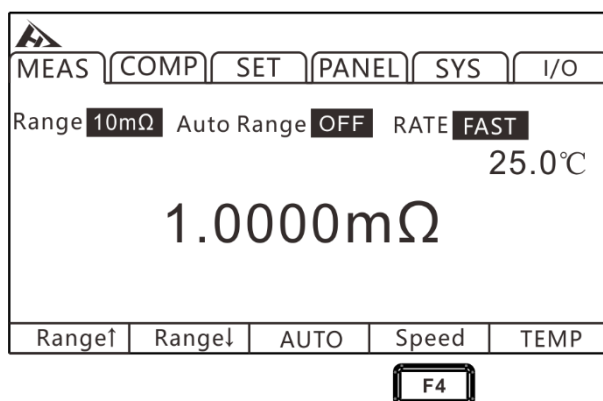 MEAS COMP SET PANEL SYS I/O
Range 10mΩ Auto Range OFF RATE FAST
25.0℃
1.0000mΩ
Range↑ Range↓ AUTO Speed TEMP
F4